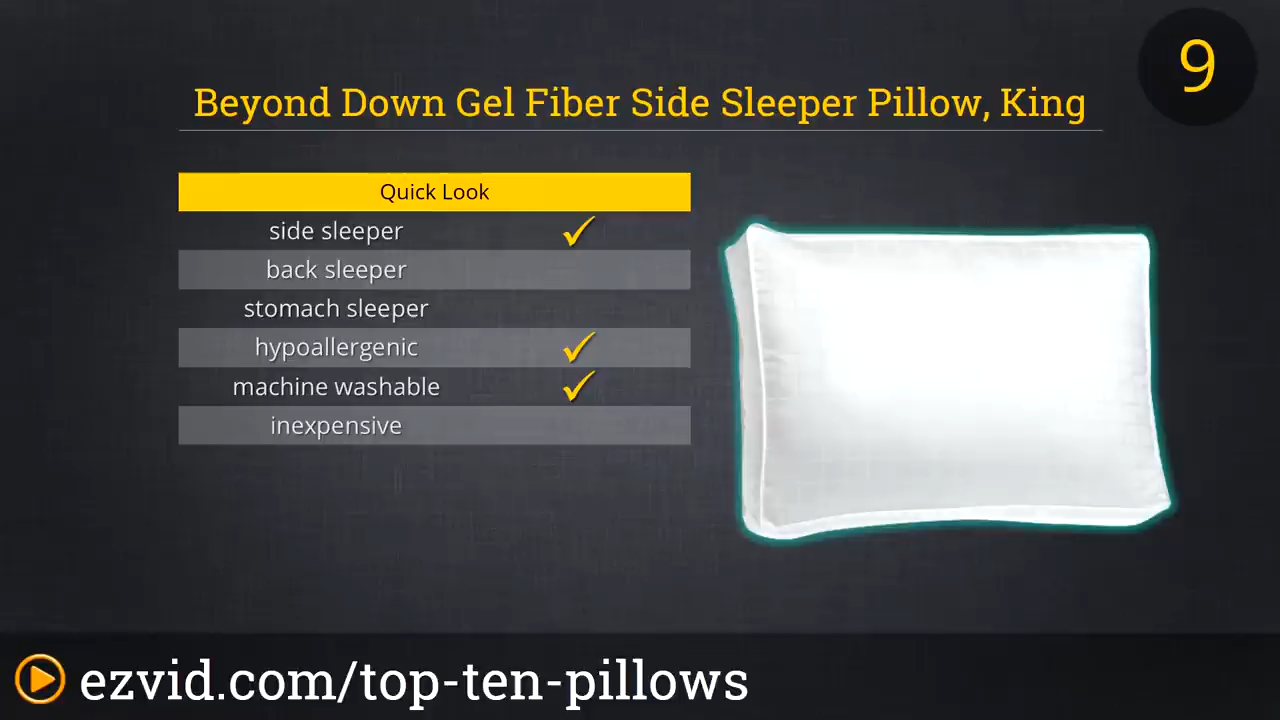 9
Beyond Down Gel Fiber Side Sleeper Pillow, King
Quick Look
side sleeper ✓
back sleeper
stomach sleeper
hypoallergenic ✓
machine washable ✓
inexpensive
ezvid.com/top-ten-pillows